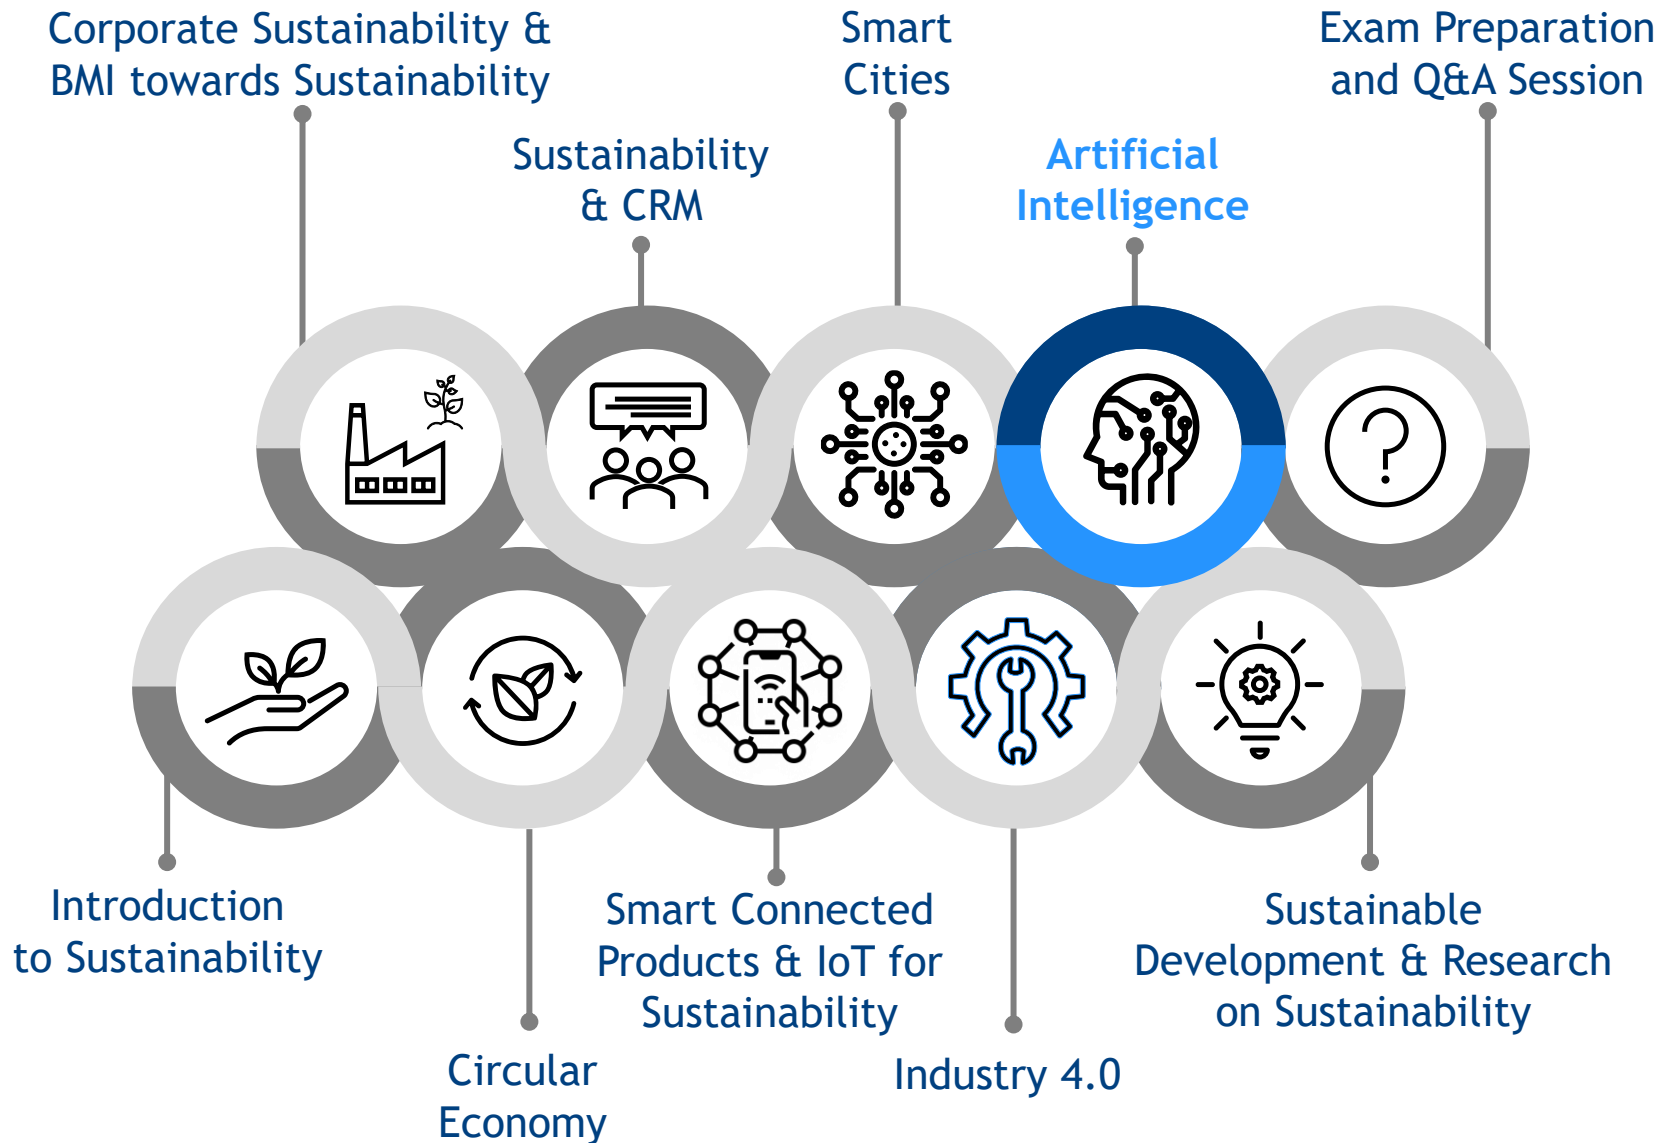 Corporate Sustainability &
BMI towards Sustainability
Smart
Cities
Exam Preparation
and Q&A Session
Sustainability
& CRM
Artificial
Intelligence
Introduction
to Sustainability
Smart Connected
Products & IoT for
Sustainability
Sustainable
Development & Research
on Sustainability
Circular
Economy
Industry 4.0